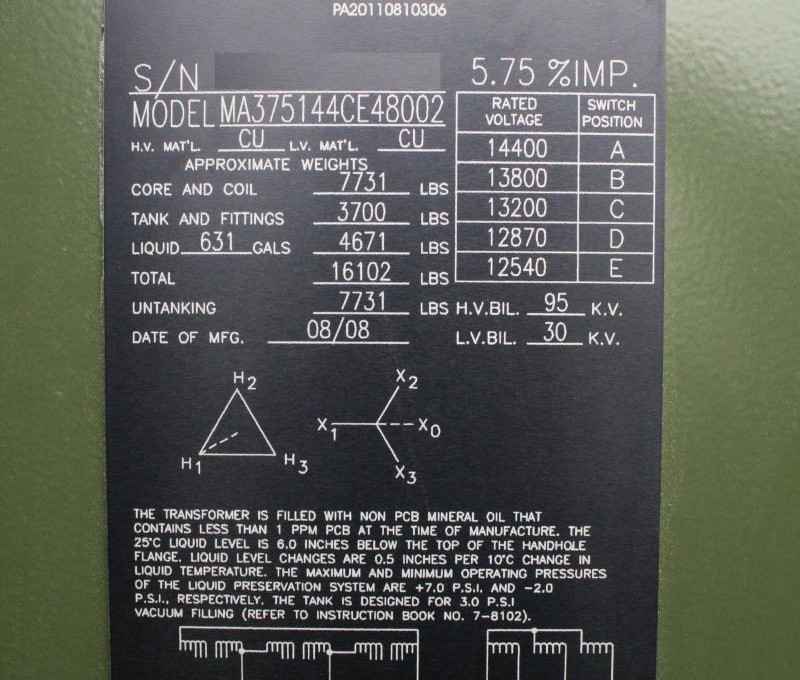 PA20110810306
S/N
5.75 %IMP.
MODEL MA375144CE48002
RATED VOLTAGE SWITCH POSITION
H.V. MAT'L. CU L.V. MAT'L. CU
14400 A
APPROXIMATE WEIGHTS
13800 B
CORE AND COIL 7731 LBS
13200 C
TANK AND FITTINGS 3700 LBS
12870 D
LIQUID 631 GALS 4671 LBS
12540 E
TOTAL 16102 LBS
UNTANKING 7731 LBS
H.V.BIL. 95 K.V.
DATE OF MFG. 08/08
L.V.BIL. 30 K.V.
H2
X2
X1 X0
H1 H3
X3
THE TRANSFORMER IS FILLED WITH NON PCB MINERAL OIL THAT
CONTAINS LESS THAN 1 PPM PCB AT THE TIME OF MANUFACTURE. THE
25°C LIQUID LEVEL IS 6.0 INCHES BELOW THE TOP OF THE HANDHOLE
FLANGE. LIQUID LEVEL CHANGES ARE 0.5 INCHES PER 10°C CHANGE IN
LIQUID TEMPERATURE. THE MAXIMUM AND MINIMUM OPERATING PRESSURES
OF THE LIQUID PRESERVATION SYSTEM ARE +7.0 P.S.I. AND -2.0
P.S.I., RESPECTIVELY. THE TANK IS DESIGNED FOR 3.0 P.S.I
VACUUM FILLING (REFER TO INSTRUCTION BOOK NO. 7-8102).